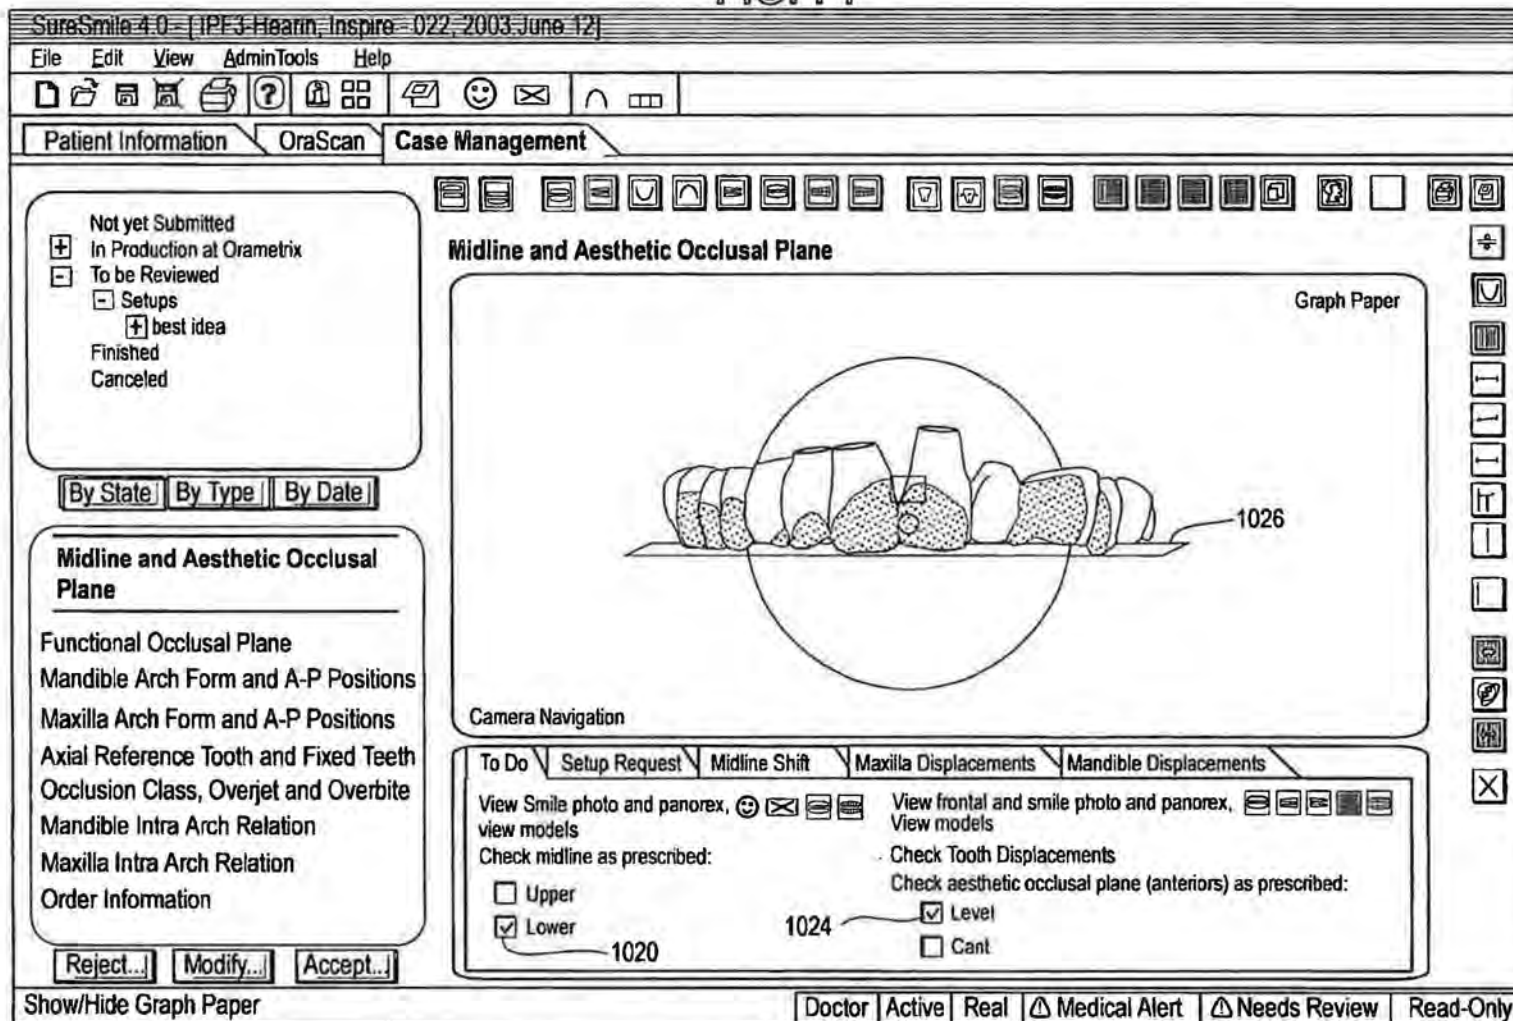 SureSmile 4.0 - [ IPF3-Hearin, Inspire - 022, 2003.June 12]
File Edit View AdminTools Help
Patient Information OraScan Case Management
Not yet Submitted
+ In Production at Orametrix
- To be Reviewed
- Setups
+ best idea
Finished
Canceled
By State By Type By Date
Midline and Aesthetic Occlusal
Plane
Functional Occlusal Plane
Mandible Arch Form and A-P Positions
Maxilla Arch Form and A-P Positions
Axial Reference Tooth and Fixed Teeth
Occlusion Class, Overjet and Overbite
Mandible Intra Arch Relation
Maxilla Intra Arch Relation
Order Information
Reject... Modify... Accept...
Midline and Aesthetic Occlusal Plane
Graph Paper
1026
Camera Navigation
To Do Setup Request Midline Shift Maxilla Displacements Mandible Displacements
View Smile photo and panorex,
view models
Check midline as prescribed:
Upper
Lower
1020
View frontal and smile photo and panorex,
View models
Check Tooth Displacements
Check aesthetic occlusal plane (anteriors) as prescribed:
1024
Level
Cant
Show/Hide Graph Paper
Doctor Active Real Medical Alert Needs Review Read-Only